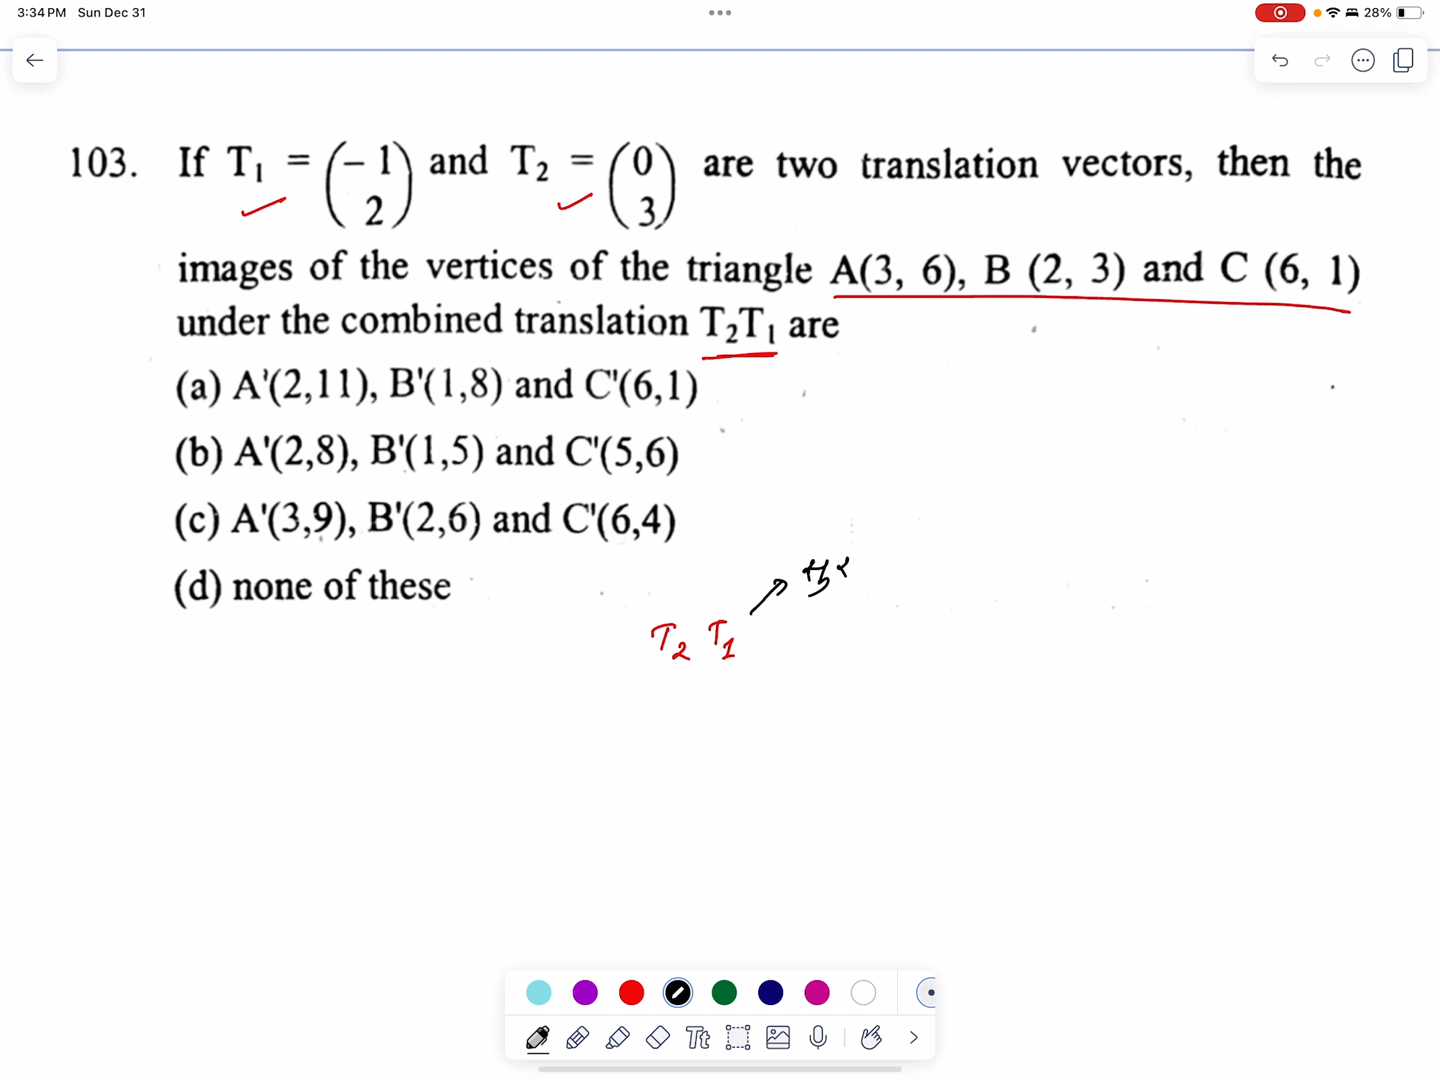 3:34 PM Sun Dec 31
28%
103. If T₁ = (− 1 2) and T₂ = (0 3) are two translation vectors, then the
images of the vertices of the triangle A(3, 6), B (2, 3) and C (6, 1)
under the combined translation T₂T₁ are
(a) A'(2,11), B'(1,8) and C'(6,1)
(b) A'(2,8), B'(1,5) and C'(5,6)
(c) A'(3,9), B'(2,6) and C'(6,4)
(d) none of these
T₂ T₁
Tt